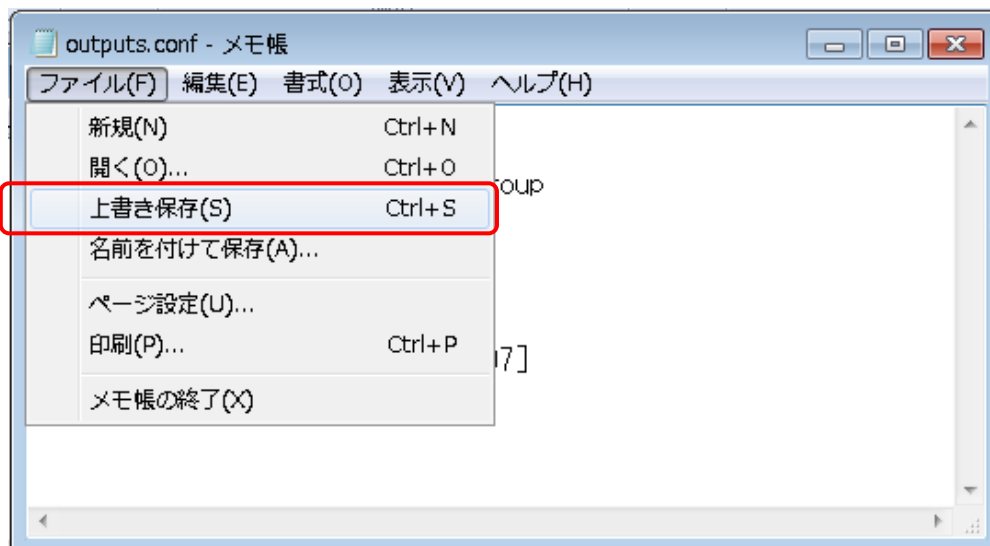 outputs.conf - メモ帳
ファイル(F) 編集(E) 書式(O) 表示(V) ヘルプ(H)
新規(N) Ctrl+N
開く(O)... Ctrl+O
上書き保存(S) Ctrl+S
名前を付けて保存(A)...
ページ設定(U)...
印刷(P)... Ctrl+P
メモ帳の終了(X)